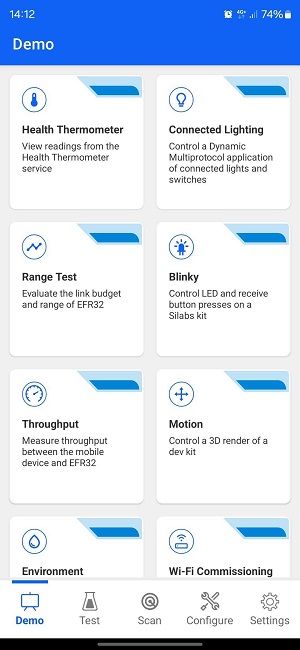 14:12
4G+
74%
Demo
Health Thermometer
View readings from the
Health Thermometer
service
Connected Lighting
Control a Dynamic
Multiprotocol application
of connected lights and
switches
Range Test
Evaluate the link budget
and range of EFR32
Blinky
Control LED and receive
button presses on a
Silabs kit
Throughput
Measure throughput
between the mobile
device and EFR32
Motion
Control a 3D render of a
dev kit
Environment
Wi-Fi Commissioning
Demo
Test
Scan
Configure
Settings